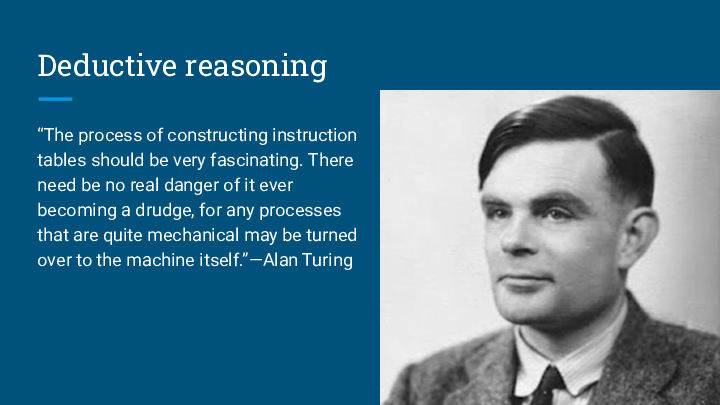 Deductive reasoning
“The process of constructing instruction
tables should be very fascinating. There
need be no real danger of it ever
becoming a drudge, for any processes
that are quite mechanical may be turned
over to the machine itself.”—Alan Turing